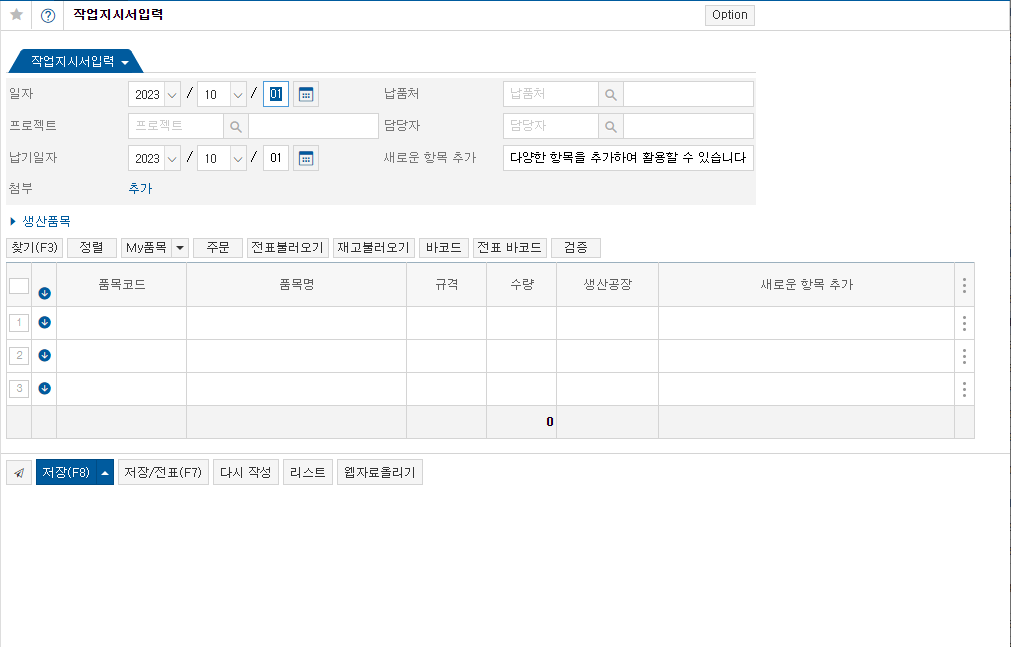 작업지시서입력 Option
작업지시서입력
일자 2023 / 10 / 01 납품처 납품처
프로젝트 프로젝트 담당자 담당자
납기일자 2023 / 10 / 01 새로운 항목 추가 다양한 항목을 추가하여 활용할 수 있습니다
첨부 추가
생산품목
찾기(F3) 정렬 My품목 주문 전표불러오기 재고불러오기 바코드 전표 바코드 검증
품목코드 품목명 규격 수량 생산공장 새로운 항목 추가
1
2
3
0
저장(F8) 저장/전표(F7) 다시 작성 리스트 웹자료올리기